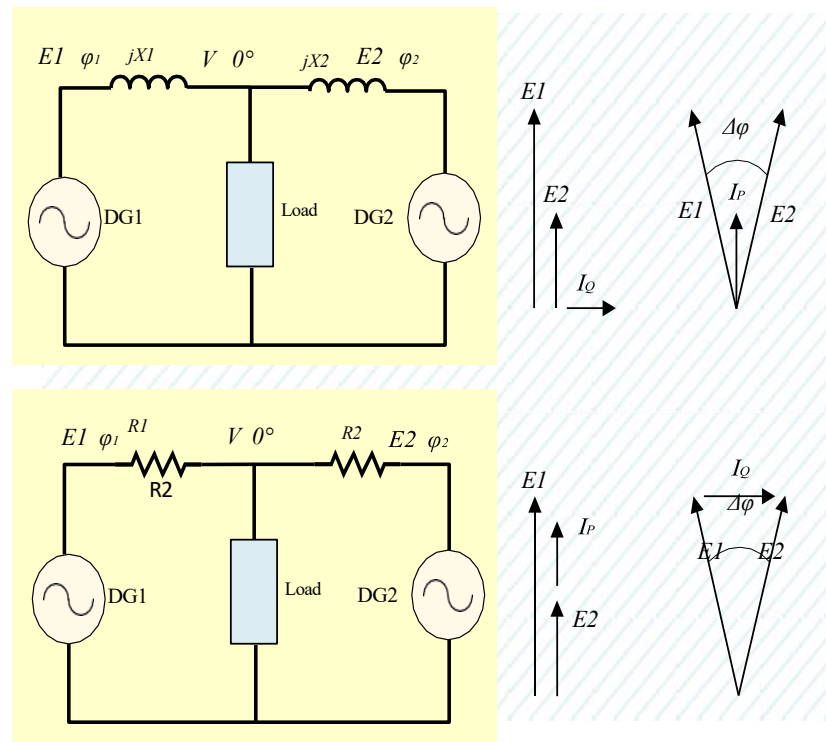 E1 φ1 jX1 V 0° jX2 E2 φ2
DG1
Load
DG2
E1
E2
IQ
Δφ
E1
IP
E2
E1 φ1 R1 V 0° R2 E2 φ2
R2
DG1
Load
DG2
E1
IP
E2
IQ
Δφ
E1 E2